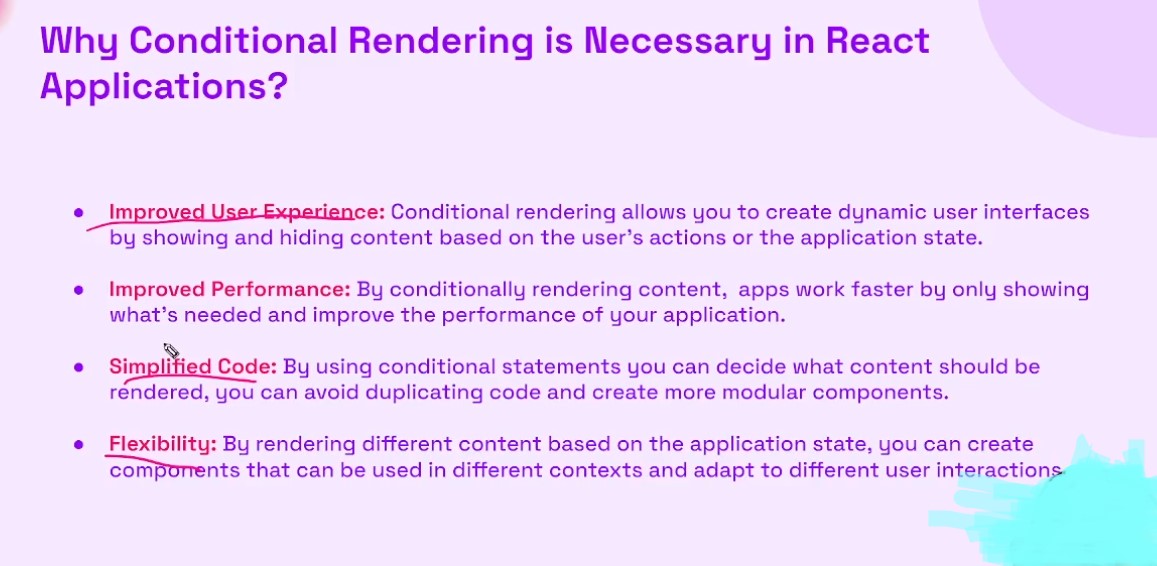 Why Conditional Rendering is Necessary in React
Applications?
● Improved User Experience: Conditional rendering allows you to create dynamic user interfaces
by showing and hiding content based on the user's actions or the application state.
● Improved Performance: By conditionally rendering content,  apps work faster by only showing
what's needed and improve the performance of your application.
● Simplified Code: By using conditional statements you can decide what content should be
rendered, you can avoid duplicating code and create more modular components.
● Flexibility: By rendering different content based on the application state, you can create
components that can be used in different contexts and adapt to different user interactions.